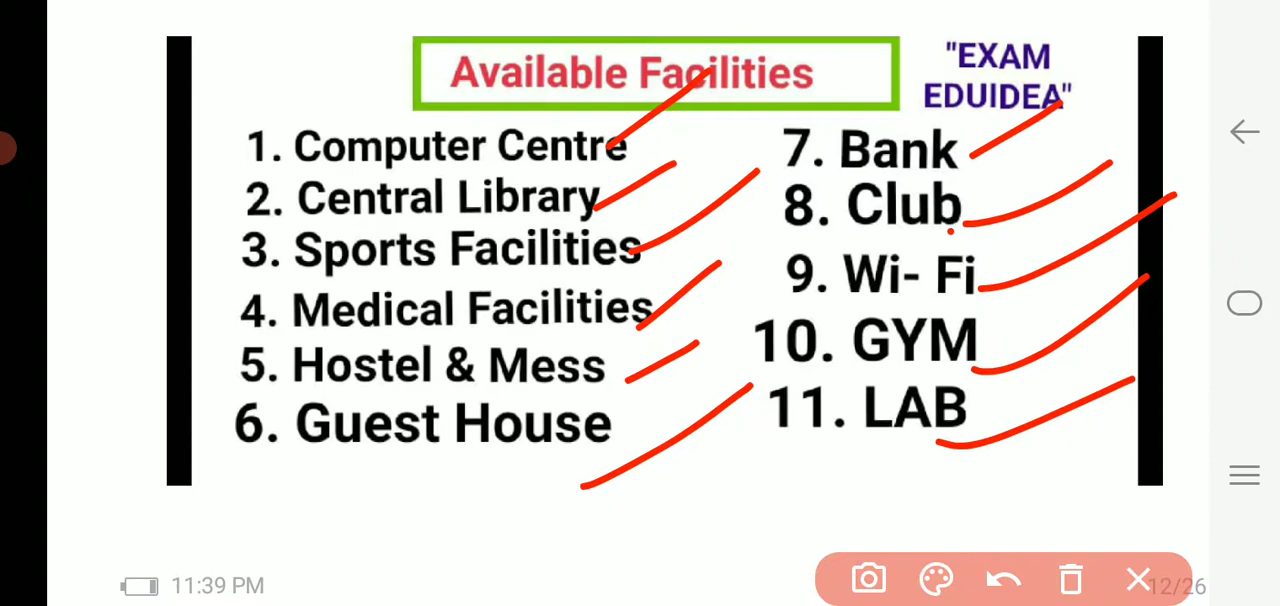 Available Facilities
"EXAM
EDUIDEA"
1. Computer Centre
2. Central Library
3. Sports Facilities
4. Medical Facilities
5. Hostel & Mess
6. Guest House
7. Bank
8. Club
9. Wi- Fi
10. GYM
11. LAB
11:39 PM
12/26